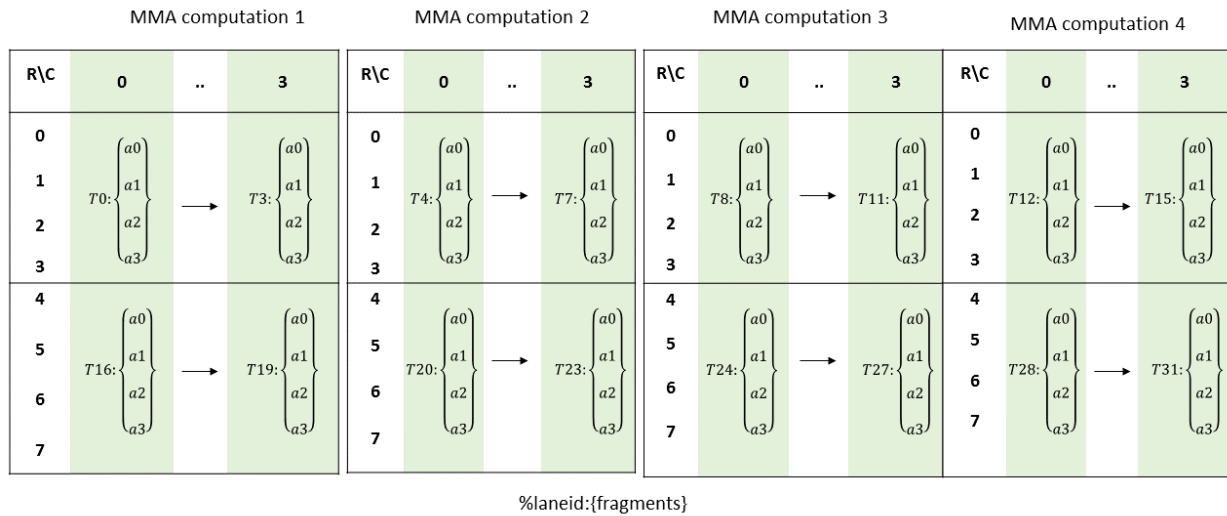 MMA computation 1 MMA computation 2 MMA computation 3 MMA computation 4
R\C 0 .. 3 R\C 0 .. 3 R\C 0 .. 3 R\C 0 .. 3
0 0 0 0
a0 a0 a0 a0 a0 a0 a0 a0
1 a1 a1 1 a1 a1 1 a1 a1 1 a1 a1
T0: T3: T4: T7: T8: T11: T12: T15:
2 a2 a2 2 a2 a2 2 a2 a2 2 a2 a2
3 a3 a3 3 a3 a3 3 a3 a3 3 a3 a3
4 4 4 4
a0 a0 a0 a0 a0 a0 a0 a0
5 a1 a1 5 a1 a1 5 a1 a1 5 a1 a1
T16: T19: T20: T23: T24: T27: T28: T31:
6 a2 a2 6 a2 a2 6 a2 a2 6 a2 a2
a3 a3 a3 a3 a3 a3 a3 a3
7 7 7 7
%laneid:{fragments}